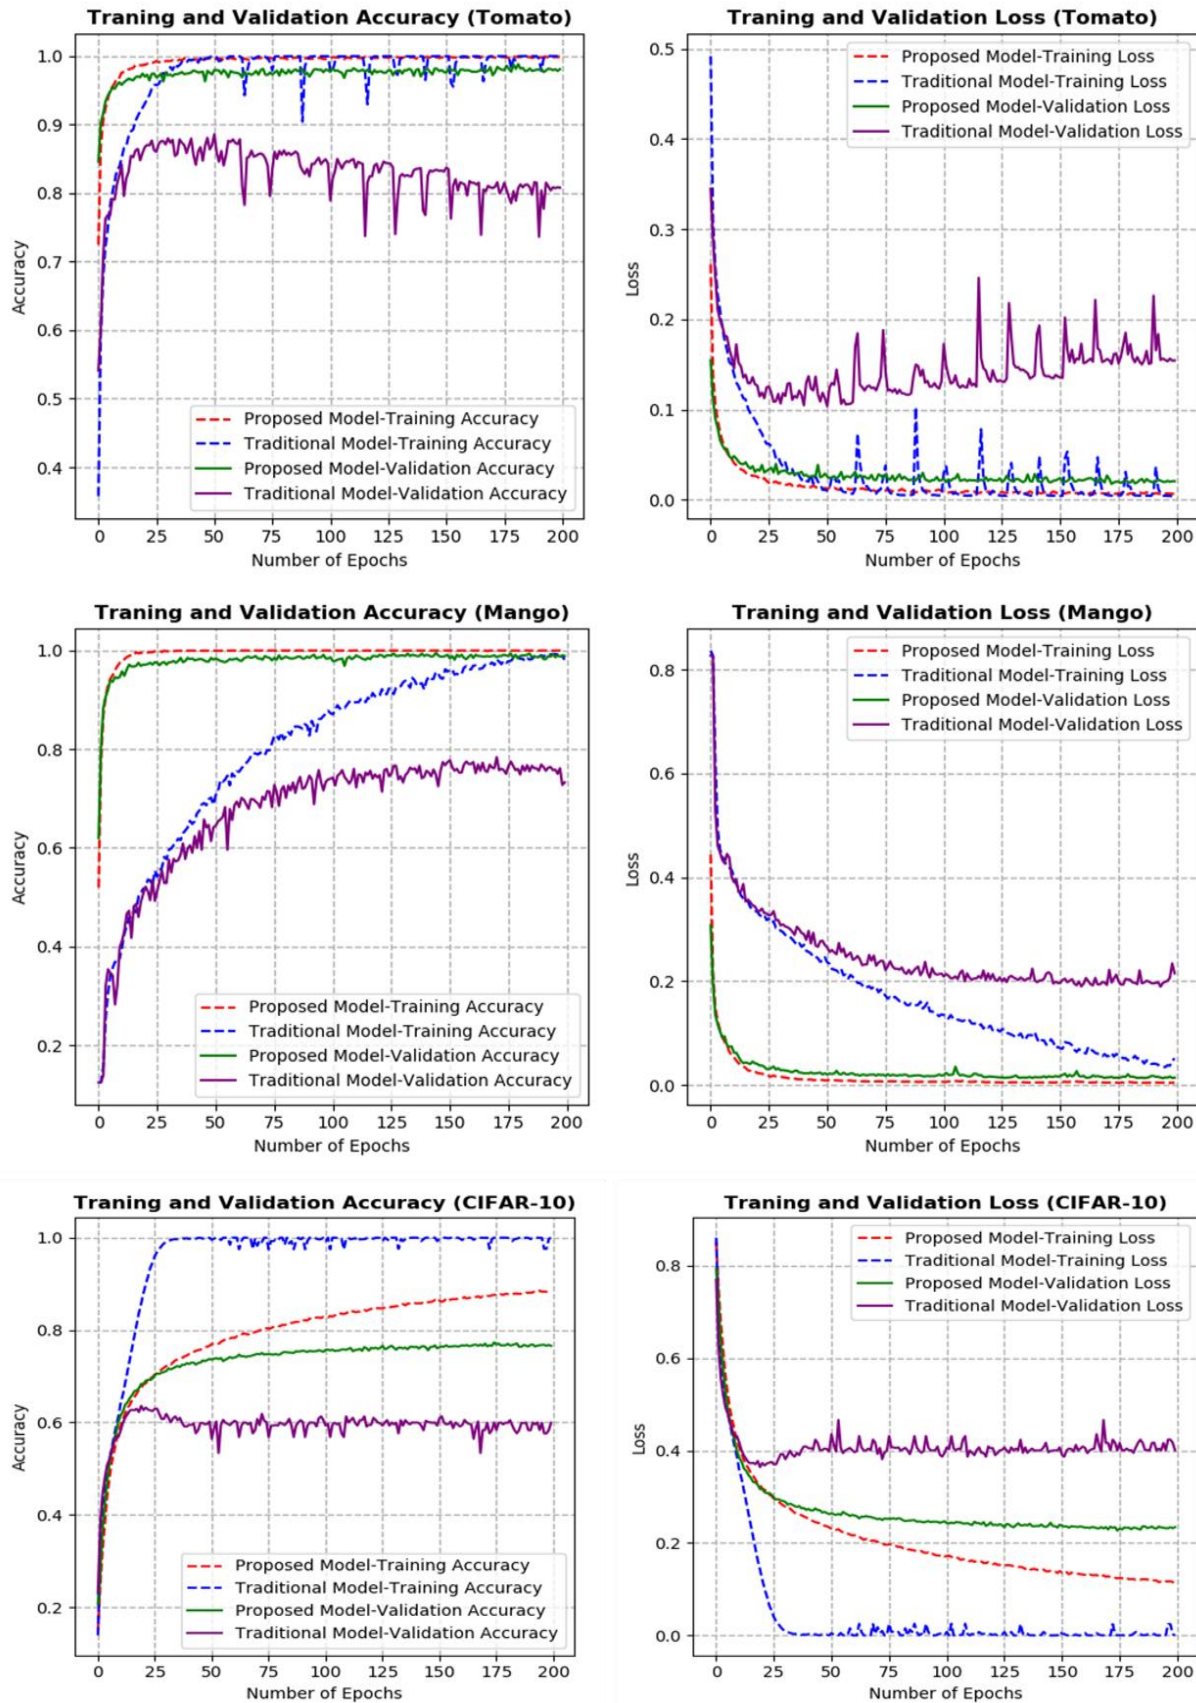 Traning and Validation Accuracy (Tomato)
1.0
0.9
0.8
0.7
0.6
0.5
0.4
Accuracy
Proposed Model-Training Accuracy
Traditional Model-Training Accuracy
Proposed Model-Validation Accuracy
Traditional Model-Validation Accuracy
0 25 50 75 100 125 150 175 200
Number of Epochs
Traning and Validation Loss (Tomato)
0.5
0.4
0.3
0.2
0.1
0.0
Loss
Proposed Model-Training Loss
Traditional Model-Training Loss
Proposed Model-Validation Loss
Traditional Model-Validation Loss
0 25 50 75 100 125 150 175 200
Number of Epochs
Traning and Validation Accuracy (Mango)
1.0
0.8
0.6
0.4
0.2
Accuracy
Proposed Model-Training Accuracy
Traditional Model-Training Accuracy
Proposed Model-Validation Accuracy
Traditional Model-Validation Accuracy
0 25 50 75 100 125 150 175 200
Number of Epochs
Traning and Validation Loss (Mango)
0.8
0.6
0.4
0.2
0.0
Loss
Proposed Model-Training Loss
Traditional Model-Training Loss
Proposed Model-Validation Loss
Traditional Model-Validation Loss
0 25 50 75 100 125 150 175 200
Number of Epochs
Traning and Validation Accuracy (CIFAR-10)
1.0
0.8
0.6
0.4
0.2
Accuracy
Proposed Model-Training Accuracy
Traditional Model-Training Accuracy
Proposed Model-Validation Accuracy
Traditional Model-Validation Accuracy
0 25 50 75 100 125 150 175 200
Number of Epochs
Traning and Validation Loss (CIFAR-10)
0.8
0.6
0.4
0.2
0.0
Loss
Proposed Model-Training Loss
Traditional Model-Training Loss
Proposed Model-Validation Loss
Traditional Model-Validation Loss
0 25 50 75 100 125 150 175 200
Number of Epochs